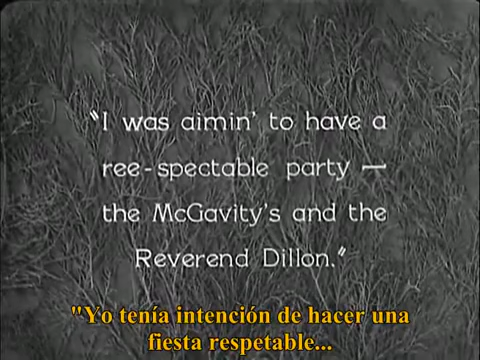 "I was aimin' to have a
ree-spectable party —
the McGavity's and the
Reverend Dillon."
"Yo tenía intención de hacer una
fiesta respetable...